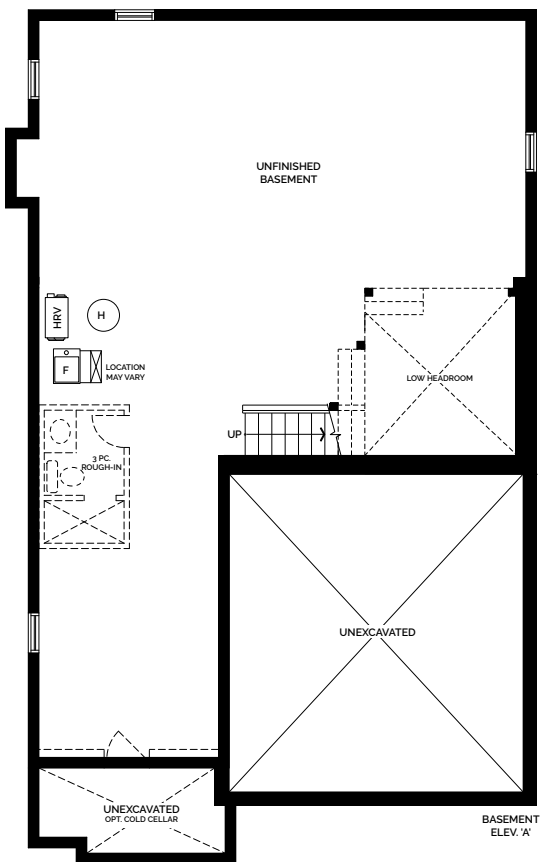 UNFINISHED
BASEMENT
HRV
H
F
LOCATION
MAY VARY
LOW HEADROOM
UP
3 PC.
ROUGH-IN
UNEXCAVATED
UNEXCAVATED
OPT. COLD CELLAR
BASEMENT
ELEV. 'A'